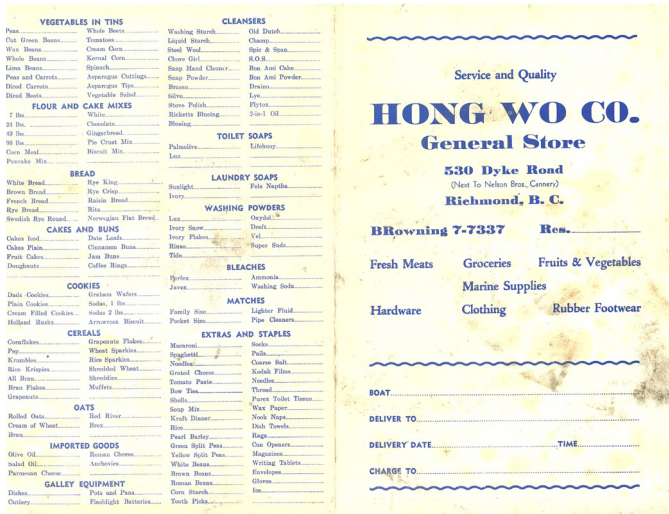 VEGETABLES IN TINS
Peas
Cut Green Beans
Wax Beans
Whole Beans
Lima Beans
Peas and Carrots
Diced Carrots
Diced Beets
Whole Beets
Tomatoes
Cream Corn
Kernal Corn
Spinach
Asparagus Cuttings
Asparagus Tips
Vegetable Salad
FLOUR AND CAKE MIXES
7 lbs.
24 lbs.
49 lbs.
98 lbs.
Corn Meal
Pancake Mix
White
Chocolate
Gingerbread
Pie Crust Mix
Biscuit Mix
BREAD
White Bread
Brown Bread
French Bread
Rye Bread
Swedish Rye Round
Rye King
Rye Crisp
Raisin Bread
Rita
Norwegian Flat Bread
CAKES AND BUNS
Cakes Iced
Cakes Plain
Fruit Cakes
Doughnuts
Date Loafs
Cinnamon Buns
Jam Buns
Coffee Rings
COOKIES
Dads Cookies
Plain Cookies
Cream Filled Cookies
Holland Rusks
Graham Wafers
Sodas, 1 lbs
Sodas 2 lbs.
Arrowroot Biscuit
CEREALS
Cornflakes
Pep
Krumbles
Rice Krispies
All Bran
Bran Flakes
Grapenuts
Grapenuts Flakes
Wheat Sparkies
Rice Sparkies
Shredded Wheat
Shreddies
Muffets
OATS
Rolled Oats
Cream of Wheat
Brex
Red River
Brex
IMPORTED GOODS
Olive Oil
Salad Oil
Parmesan Cheese
Roman Cheese
Anchovies
GALLEY EQUIPMENT
Dishes
Cutlery
Pots and Pans
Flashlight Batteries
CLEANSERS
Washing Starch
Liquid Starch
Steel Wool
Chore Girl
Snap Hand Cleaner
Snap Powder
Brasso
Silvo
Stove Polish
Ricketts Blueing
Blueing
Old Dutch
Champ
Spic & Span
S.O.S.
Bon Ami Cake
Bon Ami Powder
Draino
Lye
Flytox
2-in-1 Oil
TOILET SOAPS
Palmolive
Lux
Lifebuoy
LAUNDRY SOAPS
Sunlight
Ivory
Fels Naptha
WASHING POWDERS
Lux
Ivory Snow
Ivory Flakes
Rinso
Tide
Oxydol
Dreft
Vel
Super Suds
BLEACHES
Perfex
Javex
Ammonia
Washing Soda
MATCHES
Family Size
Pocket Size
Lighter Fluid
Pipe Cleaners
EXTRAS AND STAPLES
Macaroni
Spaghetti
Noodles
Grated Cheese
Tomato Paste
Bow Ties
Shells
Soup Mix
Kraft Dinner
Rice
Pearl Barley
Green Split Peas
Yellow Split Peas
White Beans
Brown Beans
Roman Beans
Corn Starch
Tooth Picks
Socks
Pails
Coarse Salt
Kodak Films
Needles
Thread
Purex Toilet Tissue
Wax Paper
Nook Naps
Dish Towels
Rags
Can Openers
Magazines
Writing Tablets
Envelopes
Gloves
Ice
Service and Quality
HONG WO CO.
General Store
530 Dyke Road
(Next To Nelson Bros. Cannery)
Richmond, B. C.
BRowning 7-7337 Res.
Fresh Meats Groceries Fruits & Vegetables
Marine Supplies
Hardware Clothing Rubber Footwear
BOAT
DELIVER TO
DELIVERY DATE TIME
CHARGE TO